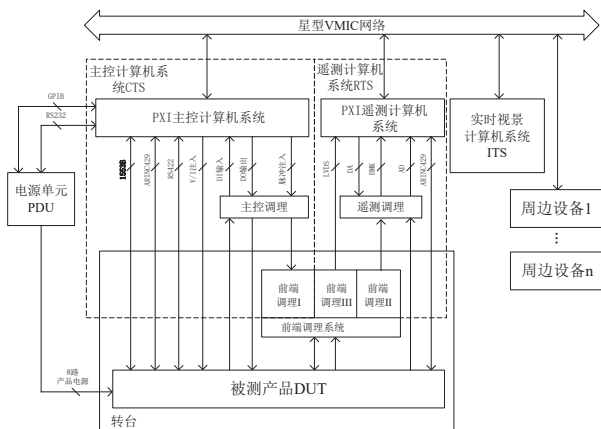 星型VMIC网络
主控计算机系
统CTS
遥测计算机
系统RTS
GPIB
RS232
PXI主控计算机系统
PXI遥测计算机
系统
实时视景
计算机系统
ITS
电源单元
PDU
1553B
ARINC429
RS422
V/I注入
DI输入
DO输出
脉冲注入
LVDS
DA
BMK
AD
ARINC429
主控调理
遥测调理
周边设备1
⋮
周边设备n
前端
调理I
前端
调理III
前端
调理II
前端调理系统
8路
产品电源
被测产品DUT
转台